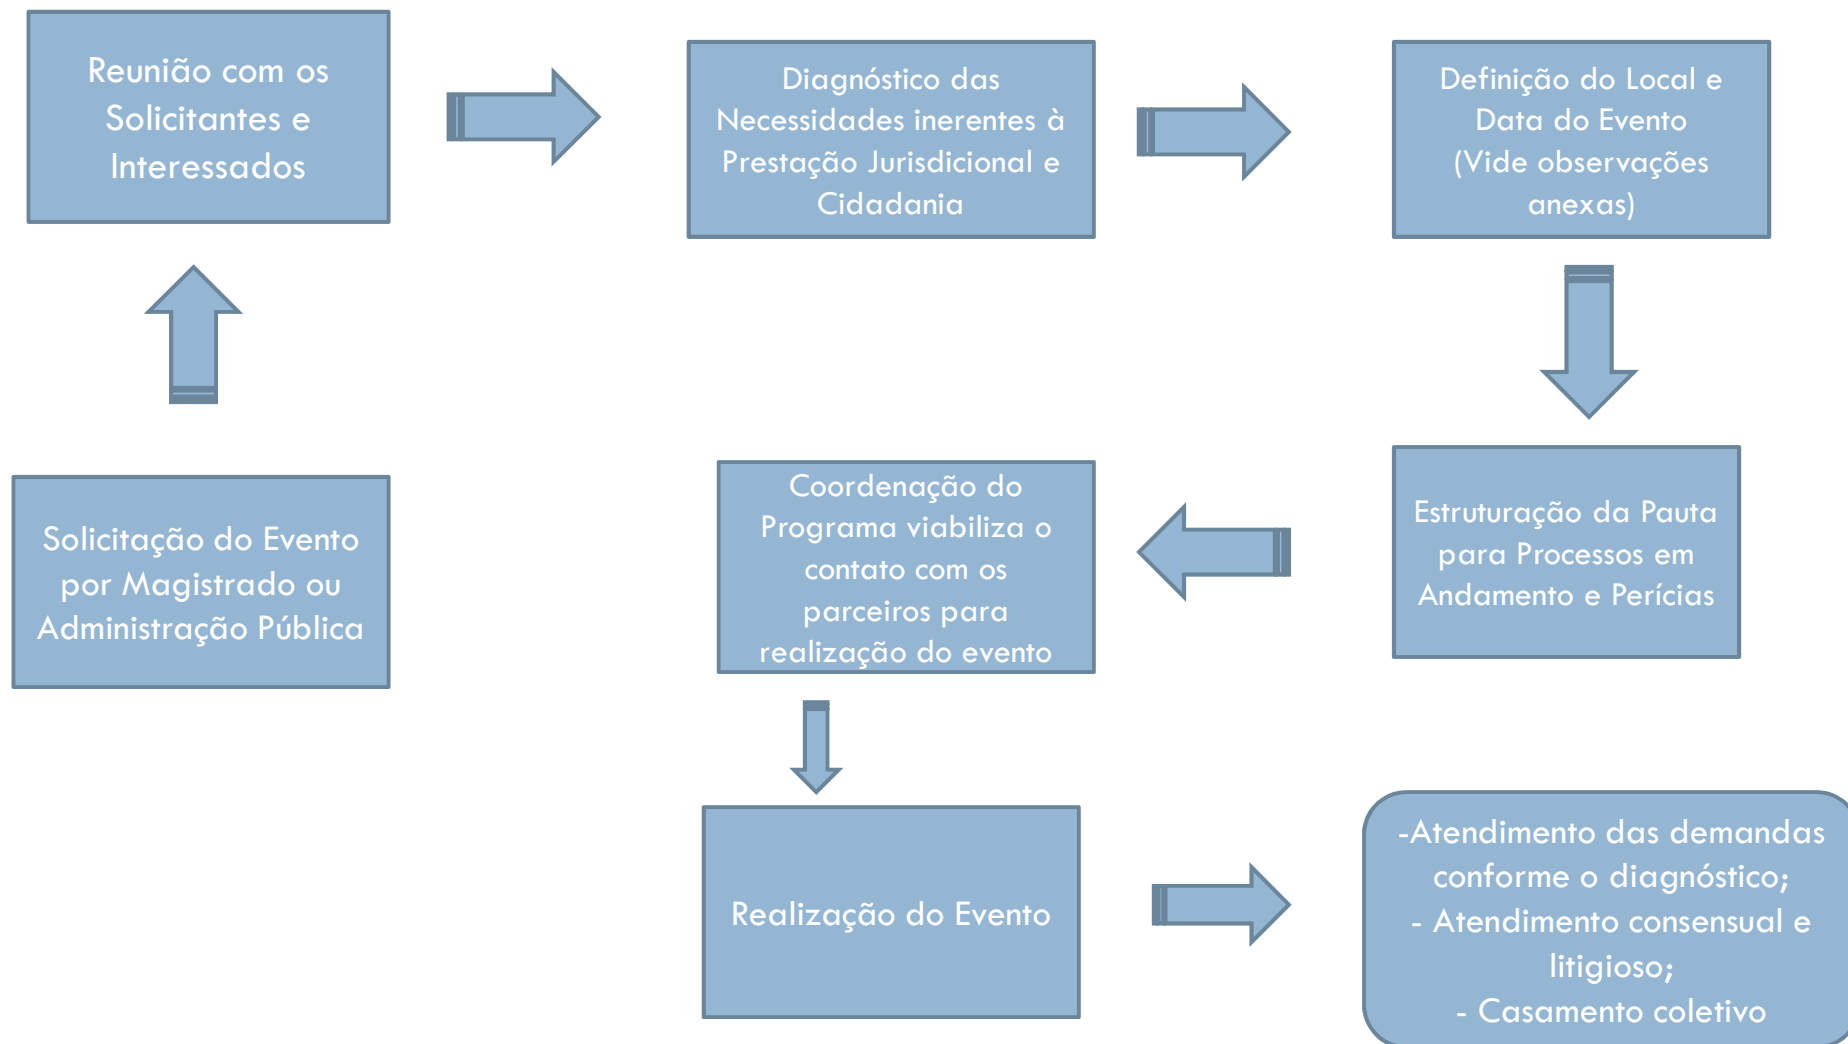 Reunião com os
Solicitantes e
Interessados
Diagnóstico das
Necessidades inerentes à
Prestação Jurisdicional e
Cidadania
Definição do Local e
Data do Evento
(Vide observações
anexas)
Solicitação do Evento
por Magistrado ou
Administração Pública
Coordenação do
Programa viabiliza o
contato com os
parceiros para
realização do evento
Estruturação da Pauta
para Processos em
Andamento e Perícias
Realização do Evento
-Atendimento das demandas
conforme o diagnóstico;
- Atendimento consensual e
litigioso;
- Casamento coletivo